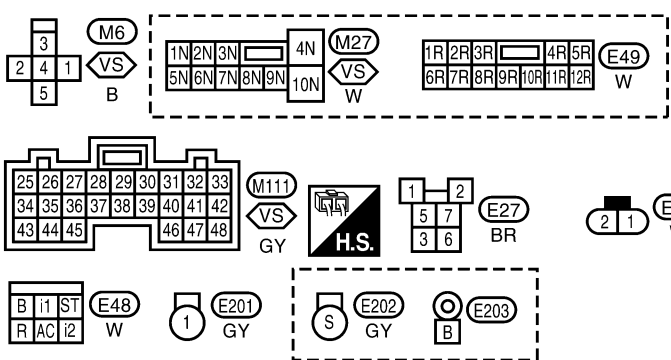 3
2 4 1
5
M6
VS
B
1N 2N 3N 4N
5N 6N 7N 8N 9N 10N
M27
VS
W
1R 2R 3R 4R 5R
6R 7R 8R 9R 10R 11R 12R
E49
W
25 26 27 28 29 30 31 32 33
34 35 36 37 38 39 40 41 42
43 44 45 46 47 48
M111
VS
GY
H.S.
1 2
5 7
3 6
E27
BR
2 1
B i1 ST
R AC i2
E48
W
1
E201
GY
S
E202
GY
B
E203